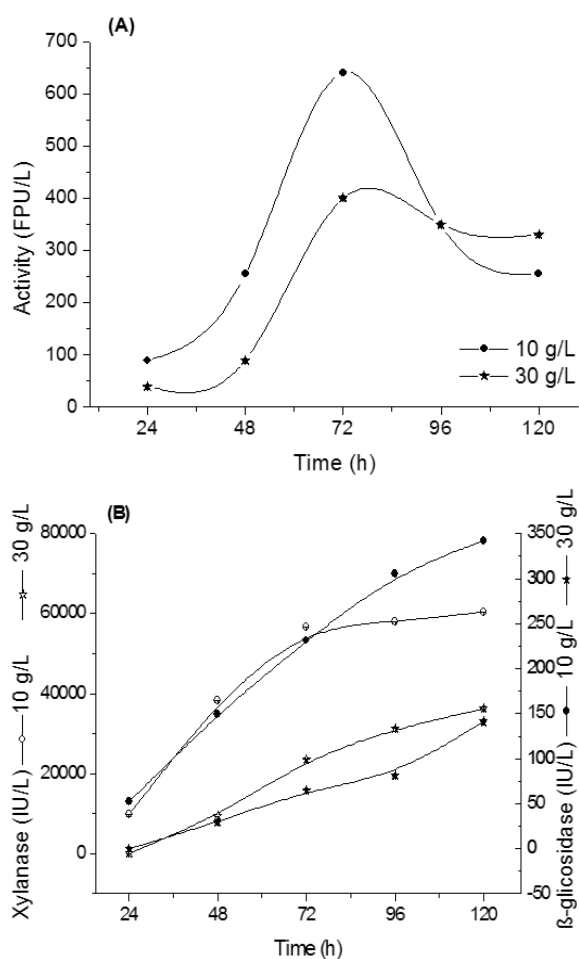 (A)
700
600
500
400
300
200
100
0
Activity (FPU/L)
10 g/L
30 g/L
24 48 72 96 120
Time (h)
(B)
80000
60000
40000
20000
0
Xylanase (IU/L) 10 g/L 30 g/L
350
300
250
200
150
100
50
0
-50
ß-glicosidase (IU/L) 10 g/L 30 g/L
24 48 72 96 120
Time (h)